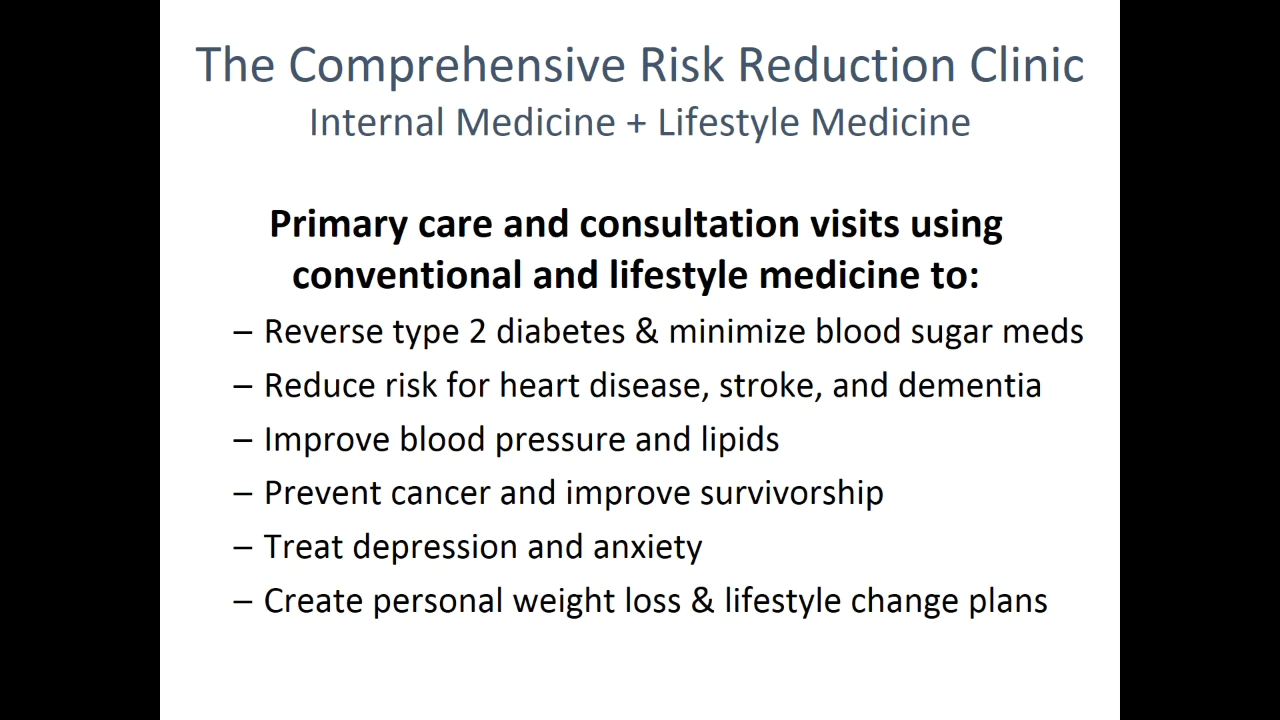 The Comprehensive Risk Reduction Clinic
Internal Medicine + Lifestyle Medicine
Primary care and consultation visits using
conventional and lifestyle medicine to:
– Reverse type 2 diabetes & minimize blood sugar meds
– Reduce risk for heart disease, stroke, and dementia
– Improve blood pressure and lipids
– Prevent cancer and improve survivorship
– Treat depression and anxiety
– Create personal weight loss & lifestyle change plans